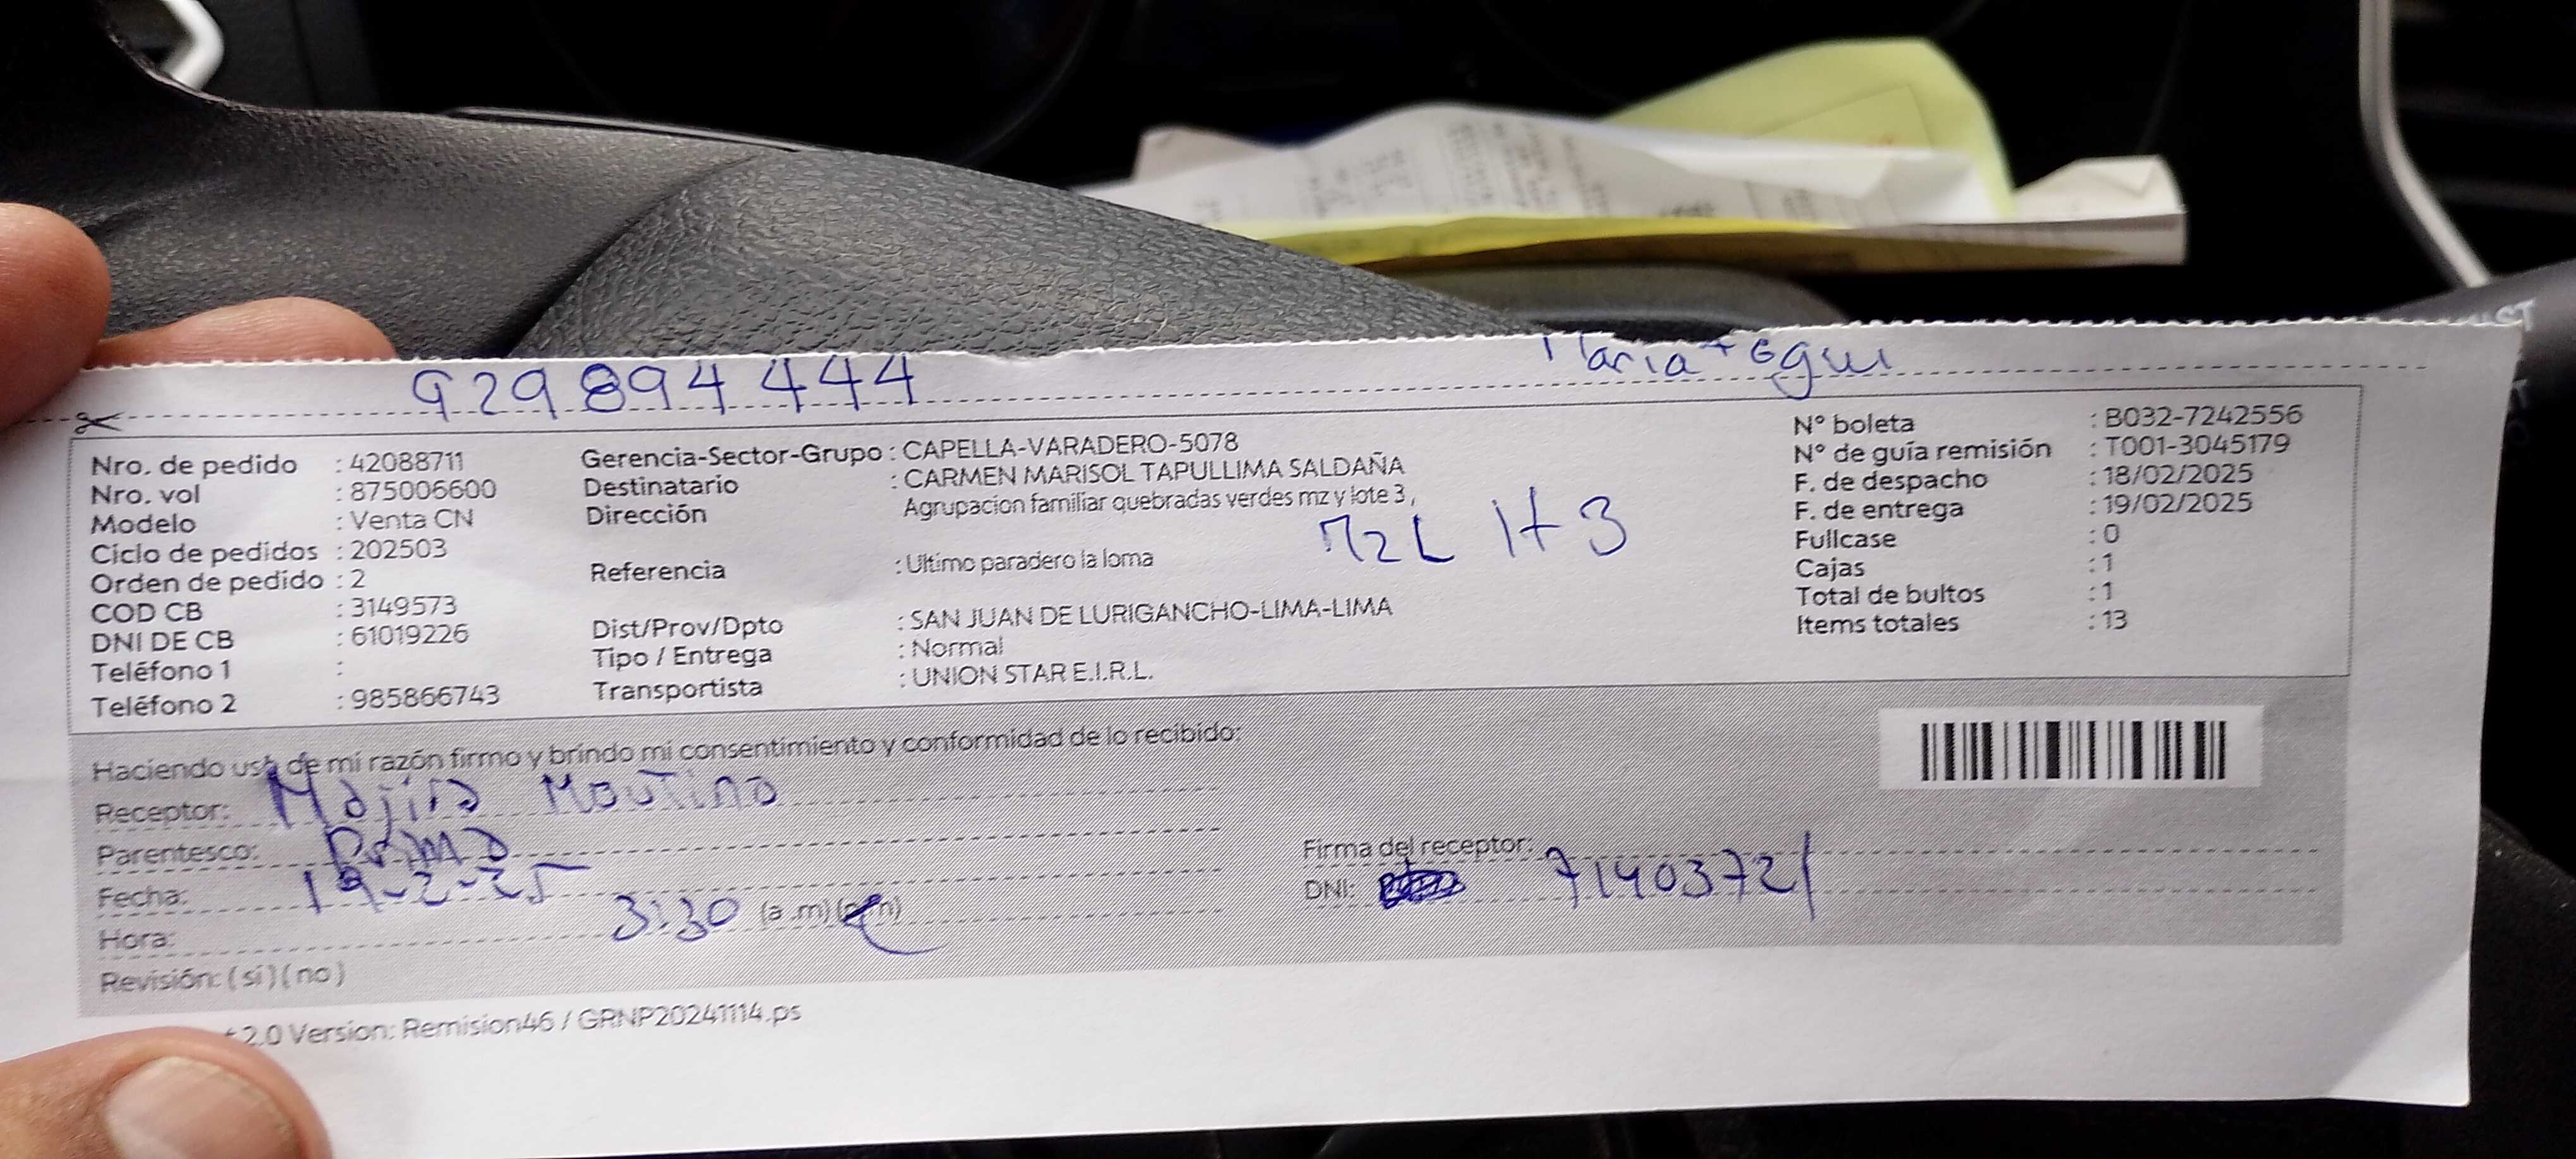 929894444
Maria
Nro. de pedido : 42088711
Nro. vol : 875006600
Modelo : Venta CN
Ciclo de pedidos : 202503
Orden de pedido : 2
COD CB : 3149573
DNI DE CB : 61019226
Teléfono 1 :
Teléfono 2 : 985866743
Gerencia-Sector-Grupo : CAPELLA-VARADERO-5078
Destinatario : CARMEN MARISOL TAPULLIMA SALDAÑA
Dirección Agrupacion familiar quebradas verdes mz y lote 3,
Mz L lt 3
Referencia : Ultimo paradero la loma
Dist/Prov/Dpto : SAN JUAN DE LURIGANCHO-LIMA-LIMA
Tipo / Entrega : Normal
Transportista : UNION STAR E.I.R.L.
N° boleta : B032-7242556
N° de guía remisión : T001-3045179
F. de despacho : 18/02/2025
F. de entrega : 19/02/2025
Fullcase : 0
Cajas : 1
Total de bultos : 1
Items totales : 13
Haciendo uso de mi razón firmo y brindo mi consentimiento y conformidad de lo recibido:
Receptor:
Parentesco: Prima
Fecha: 19-2-25
Hora: 3:30 (a.m) (p.m)
Revisión: (si) (no)
Firma del receptor:
DNI: 71403721
2.0 Version: Remision46 / GRNP20241114.ps